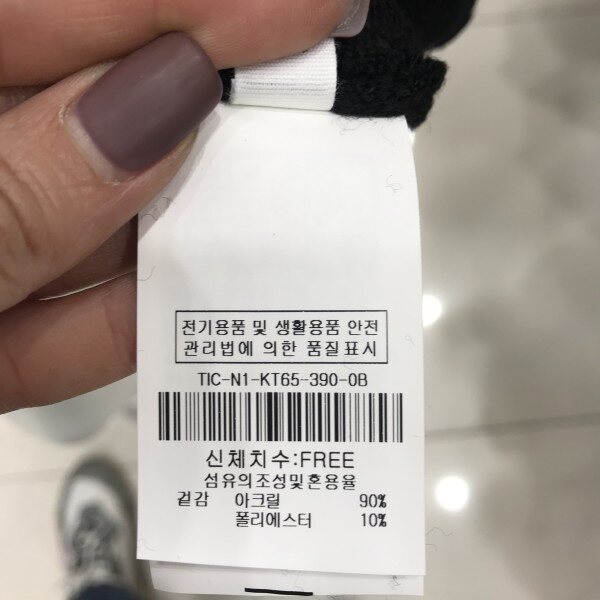 전기용품 및 생활용품 안전
관리법에 의한 품질표시
TIC-N1-KT65-390-0B
신체치수:FREE
섬유의조성및혼용율
겉감 아크릴 90%
폴리에스터 10%